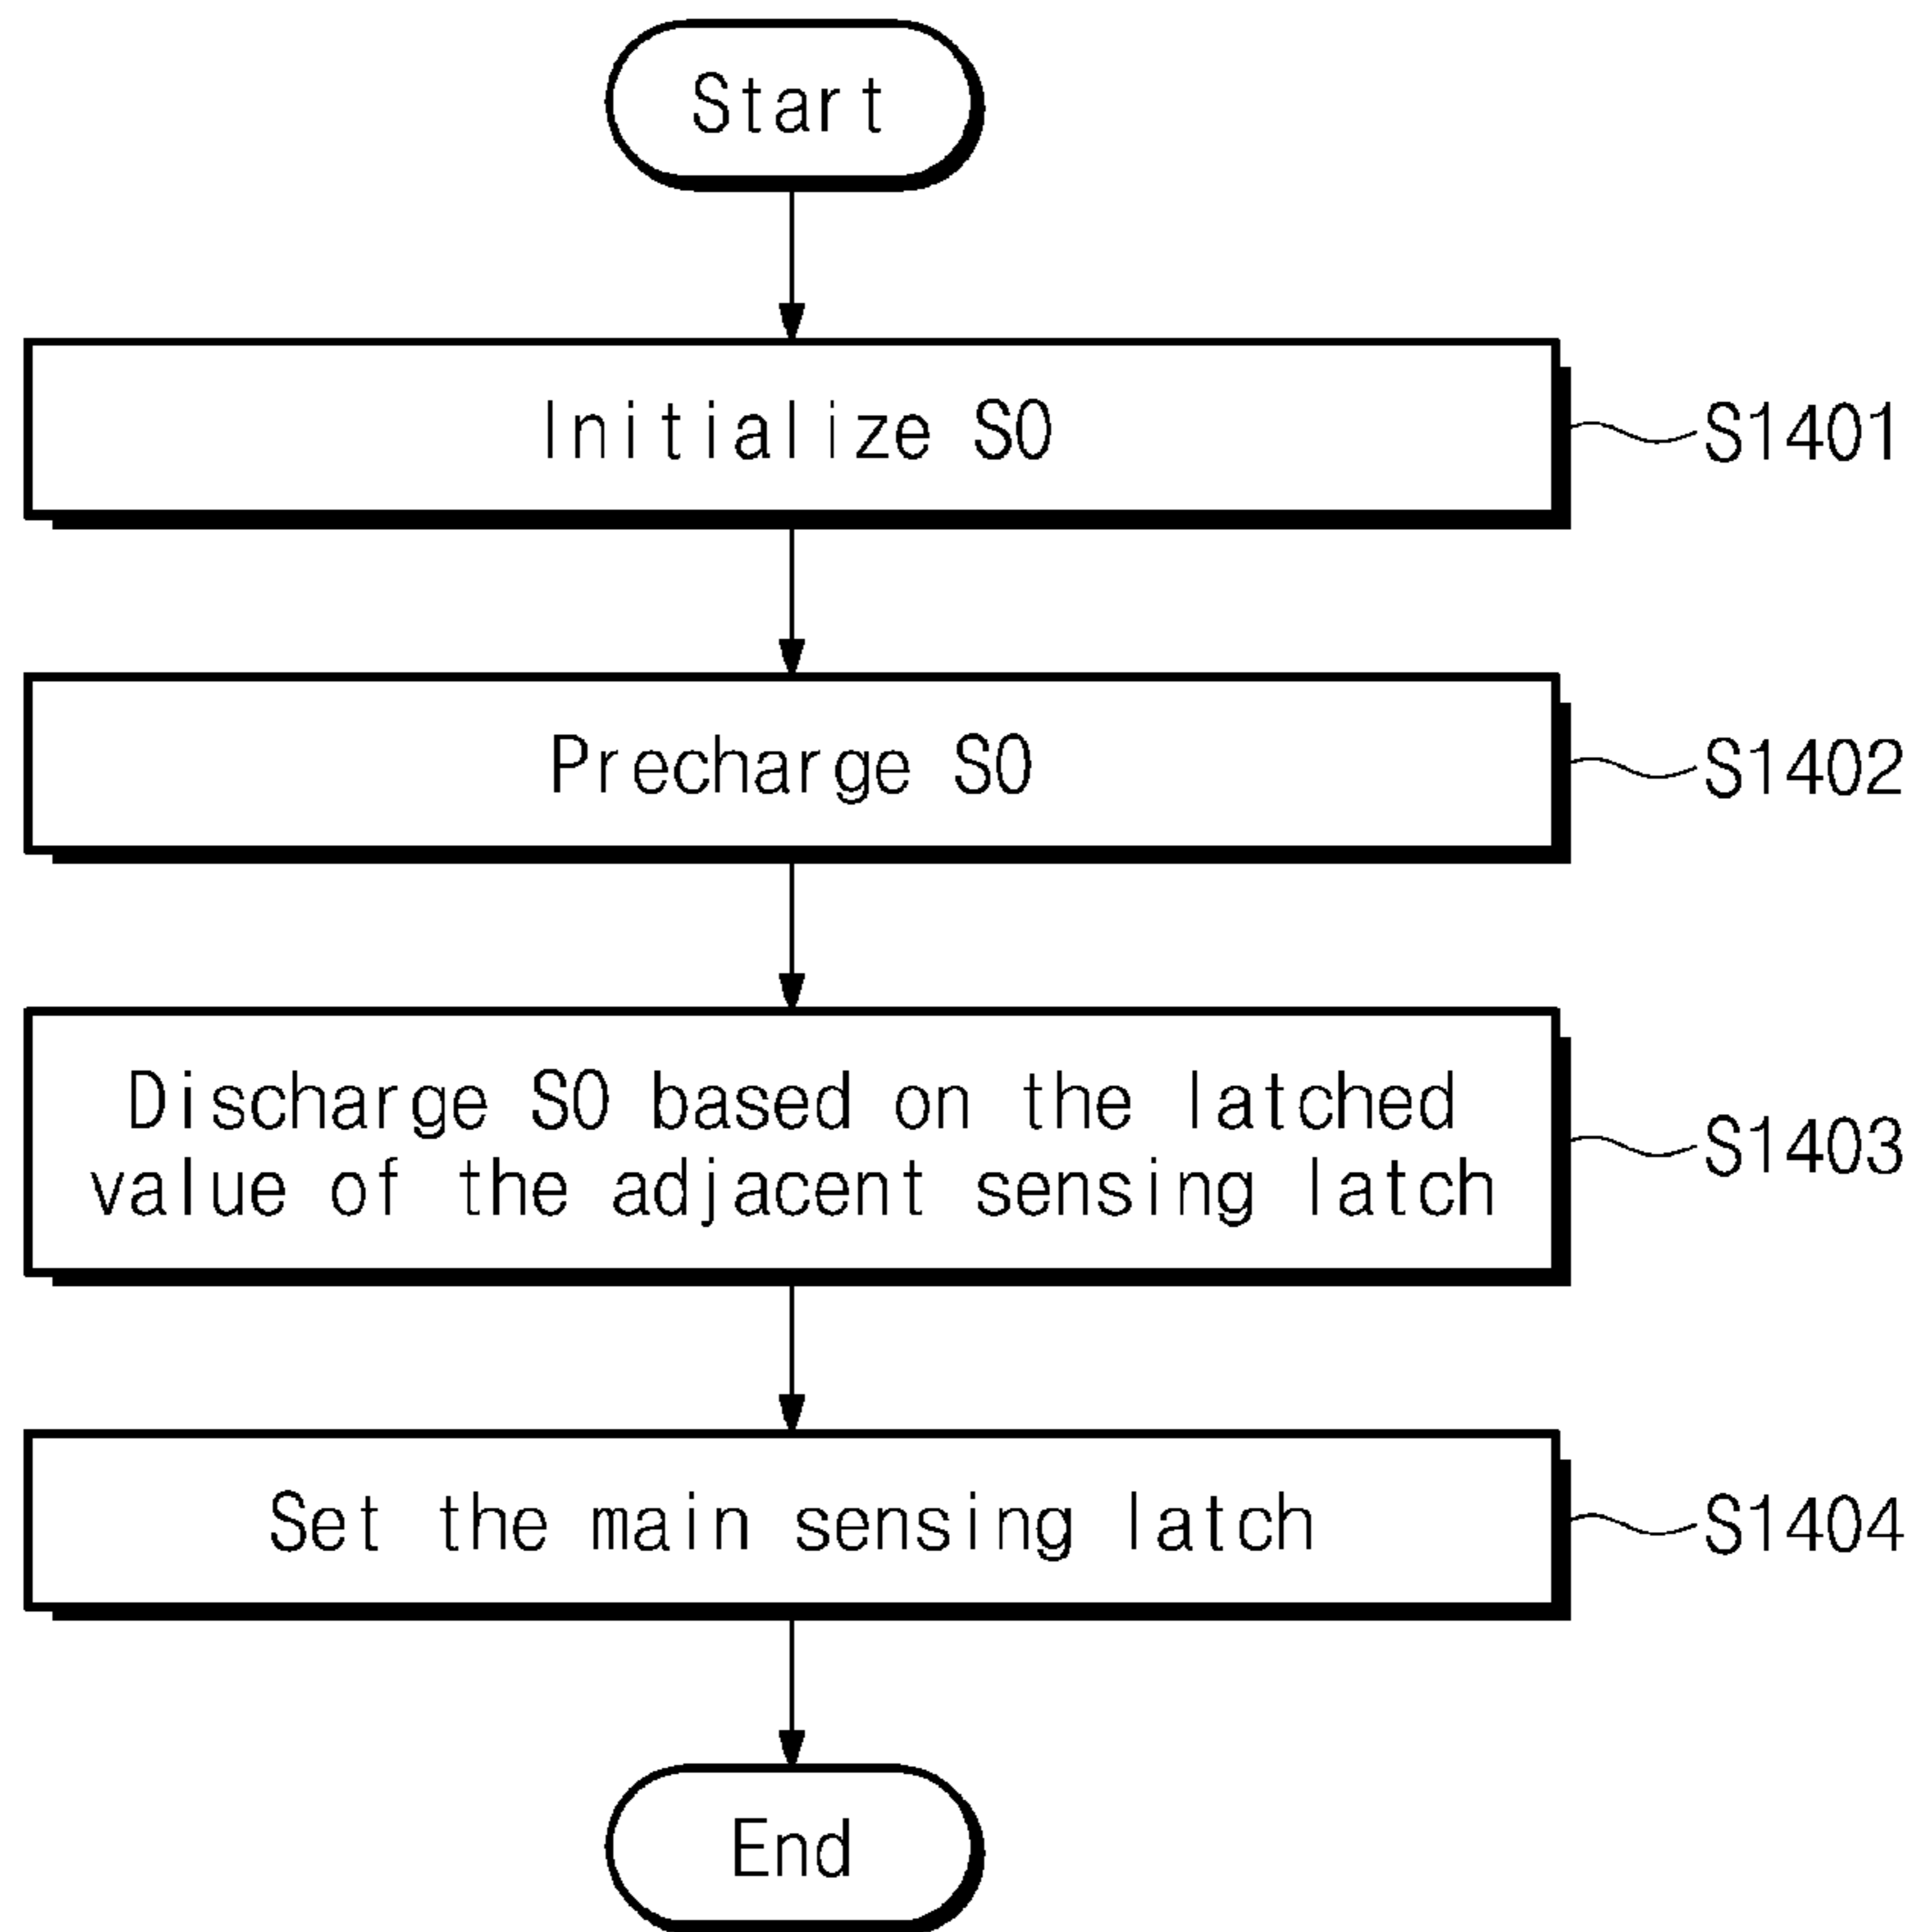 Start
Initialize SO
S1401
Precharge SO
S1402
Discharge SO based on the latched
value of the adjacent sensing latch
S1403
Set the main sensing latch
S1404
End